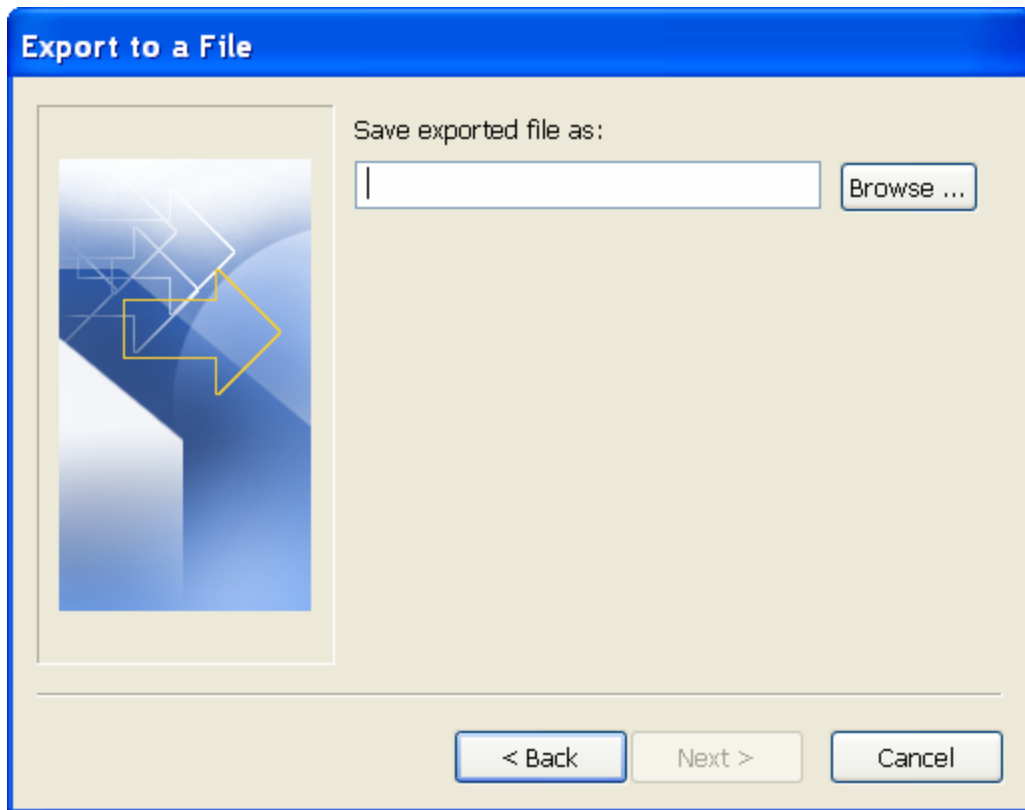 Export to a File
Save exported file as:
Browse ...
< Back
Next >
Cancel